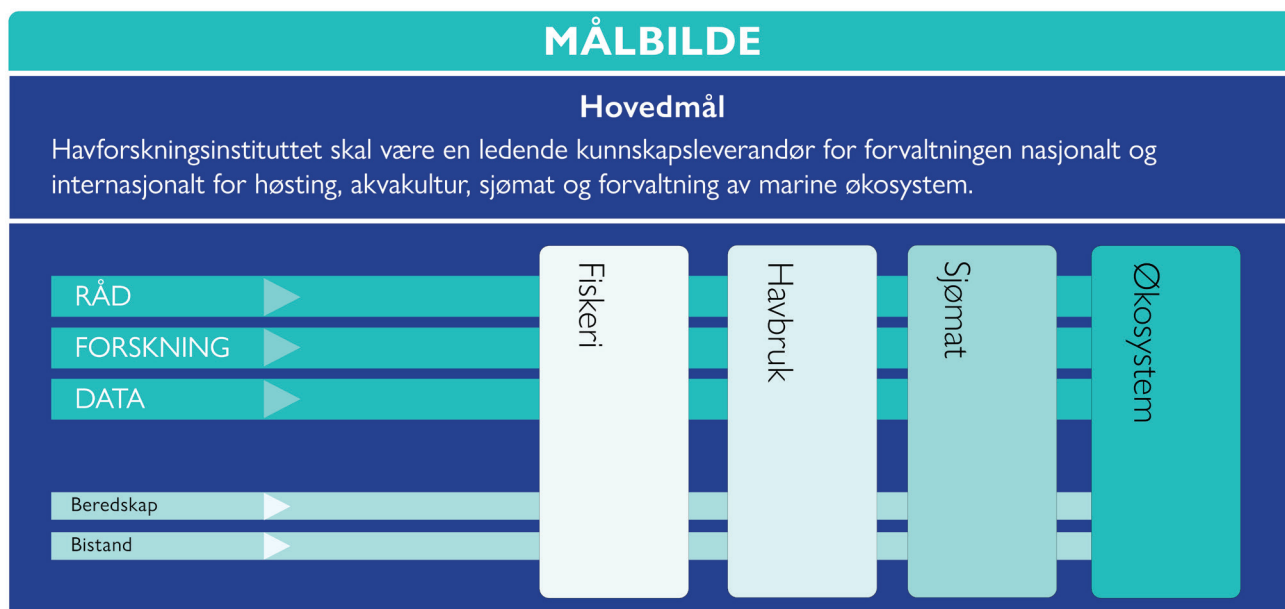 MÅLBILDE
Hovedmål
Havforskningsinstituttet skal være en ledende kunnskapsleverandør for forvaltningen nasjonalt og
internasjonalt for høsting, akvakultur, sjømat og forvaltning av marine økosystem.
RÅD
FORSKNING
DATA
Beredskap
Bistand
Fiskeri
Havbruk
Sjømat
Økosystem